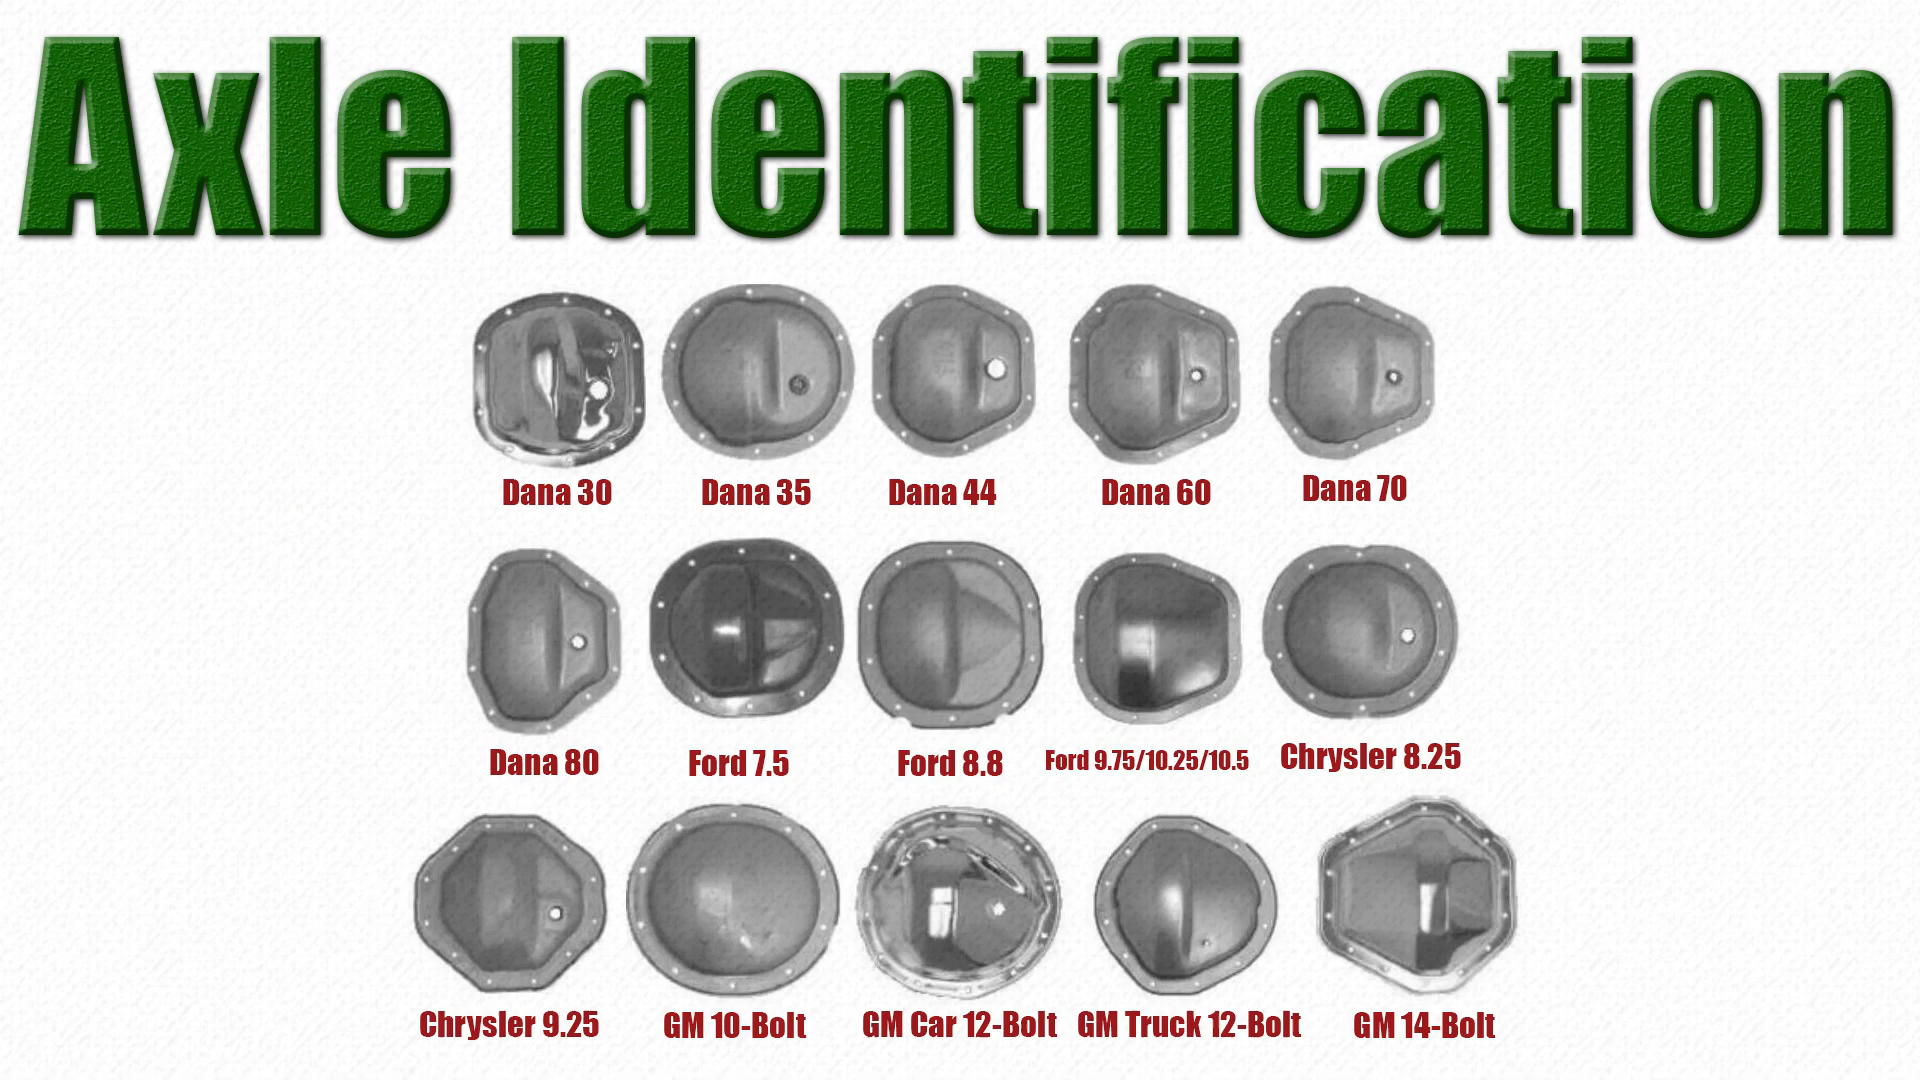 Axle Identification
Dana 30
Dana 35
Dana 44
Dana 60
Dana 70
Dana 80
Ford 7.5
Ford 8.8
Ford 9.75/10.25/10.5
Chrysler 8.25
Chrysler 9.25
GM 10-Bolt
GM Car 12-Bolt
GM Truck 12-Bolt
GM 14-Bolt